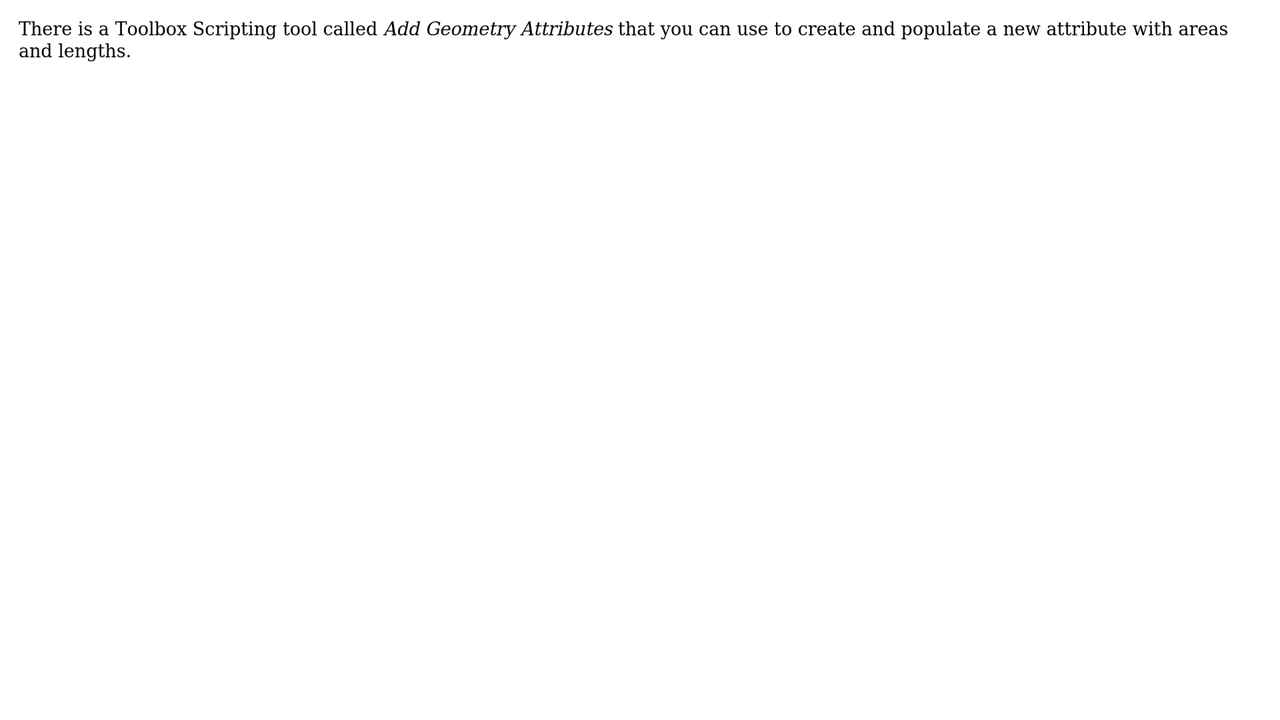 There is a Toolbox Scripting tool called Add Geometry Attributes that you can use to create and populate a new attribute with areas
and lengths.